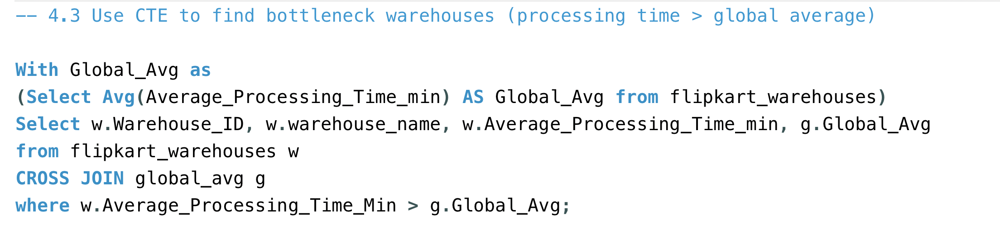 -- 4.3 Use CTE to find bottleneck warehouses (processing time > global average)
With Global_Avg as
(Select Avg(Average_Processing_Time_min) AS Global_Avg from flipkart_warehouses)
Select w.Warehouse_ID, w.warehouse_name, w.Average_Processing_Time_min, g.Global_Avg
from flipkart_warehouses w
CROSS JOIN global_avg g
where w.Average_Processing_Time_Min > g.Global_Avg;